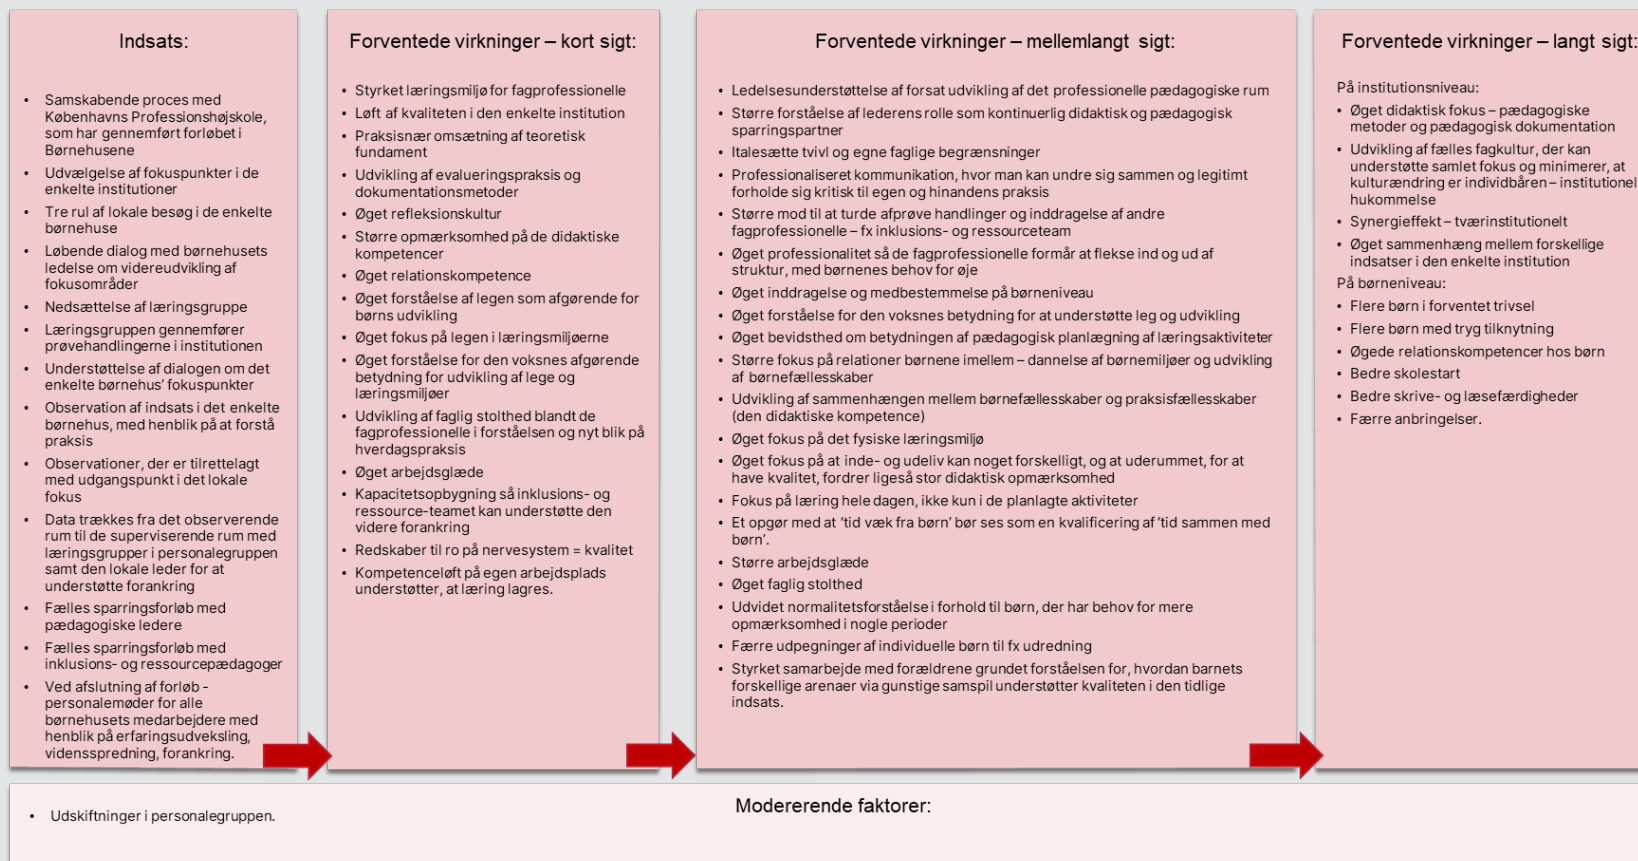 Indsats:
• Samskabende proces med
Københavns Professionshøjskole,
som har gennemført forløbet i
Børnehusene
• Udvælgelse af fokuspunkter i de
enkelte institutioner
• Tre rul af lokale besøg i de enkelte
børnehuse
• Løbende dialog med børnehusets
ledelse om videreudvikling af
fokusområder
• Nedsættelse af læringsgruppe
• Læringsgruppen gennemfører
prøvehandlingerne i institutionen
• Understøttelse af dialogen om det
enkelte børnehus’ fokuspunkter
• Observation af indsats i det enkelte
børnehus, med henblik på at forstå
praksis
• Observationer, der er tilrettelagt
med udgangspunkt i det lokale
fokus
• Data trækkes fra det observerende
rum til de superviserende rum med
læringsgrupper i personalegruppen
samt den lokale leder for at
understøtte forankring
• Fælles sparringsforløb med
pædagogiske ledere
• Fælles sparringsforløb med
inklusions- og ressourcepædagoger
• Ved afslutning af forløb -
personalemøder for alle
børnehusets medarbejdere med
henblik på erfaringsudveksling,
vidensspredning, forankring.
Forventede virkninger – kort sigt:
• Styrket læringsmiljø for fagprofessionelle
• Løft af kvaliteten i den enkelte institution
• Praksisnær omsætning af teoretisk
fundament
• Udvikling af evalueringspraksis og
dokumentationsmetoder
• Øget refleksionskultur
• Større opmærksomhed på de didaktiske
kompetencer
• Øget relationskompetence
• Øget forståelse af legen som afgørende for
børns udvikling
• Øget fokus på legen i læringsmiljøerne
• Øget forståelse for den voksnes afgørende
betydning for udvikling af lege og
læringsmiljøer
• Udvikling af faglig stolthed blandt de
fagprofessionelle i forståelsen og nyt blik på
hverdagspraksis
• Øget arbejdsglæde
• Kapacitetsopbygning så inklusions- og
ressource-teamet kan understøtte den
videre forankring
• Redskaber til ro på nervesystem = kvalitet
• Kompetenceløft på egen arbejdsplads
understøtter, at læring lagres.
Forventede virkninger – mellemlangt sigt:
• Ledelsesunderstøttelse af forsat udvikling af det professionelle pædagogiske rum
• Større forståelse af lederens rolle som kontinuerlig didaktisk og pædagogisk
sparringspartner
• Italesætte tvivl og egne faglige begrænsninger
• Professionaliseret kommunikation, hvor man kan undre sig sammen og legitimt
forholde sig kritisk til egen og hinandens praksis
• Større mod til at turde afprøve handlinger og inddragelse af andre
fagprofessionelle – fx inklusions- og ressourceteam
• Øget professionalitet så de fagprofessionelle formår at flekse ind og ud af
struktur, med børnenes behov for øje
• Øget inddragelse og medbestemmelse på børneniveau
• Øget forståelse for den voksnes betydning for at understøtte leg og udvikling
• Øget bevidsthed om betydningen af pædagogisk planlægning af læringsaktiviteter
• Større fokus på relationer børnene imellem – dannelse af børnemiljøer og udvikling
af børnefællesskaber
• Udvikling af sammenhængen mellem børnefællesskaber og praksisfællesskaber
(den didaktiske kompetence)
• Øget fokus på det fysiske læringsmiljø
• Øget fokus på at inde- og udeliv kan noget forskelligt, og at uderummet, for at
have kvalitet, fordrer ligeså stor didaktisk opmærksomhed
• Fokus på læring hele dagen, ikke kun i de planlagte aktiviteter
• Et opgør med at ‘tid væk fra børn’ bør ses som en kvalificering af ‘tid sammen med
børn’.
• Større arbejdsglæde
• Øget faglig stolthed
• Udvidet normalitetsforståelse i forhold til børn, der har behov for mere
opmærksomhed i nogle perioder
• Færre udpegninger af individuelle børn til fx udredning
• Styrket samarbejde med forældrene grundet forståelsen for, hvordan barnets
forskellige arenaer via gunstige samspil understøtter kvaliteten i den tidlige
indsats.
Forventede virkninger – langt sigt:
På institutionsniveau:
• Øget didaktisk fokus – pædagogiske
metoder og pædagogisk dokumentation
• Udvikling af fælles fagkultur, der kan
understøtte samlet fokus og minimerer, at
kulturændring er individbåren – institutionel
hukommelse
• Synergieffekt – tværinstitutionelt
• Øget sammenhæng mellem forskellige
indsatser i den enkelte institution
På børneniveau:
• Flere børn i forventet trivsel
• Flere børn med tryg tilknytning
• Øgede relationskompetencer hos børn
• Bedre skolestart
• Bedre skrive- og læsefærdigheder
• Færre anbringelser.
Modererende faktorer:
• Udskiftninger i personalegruppen.